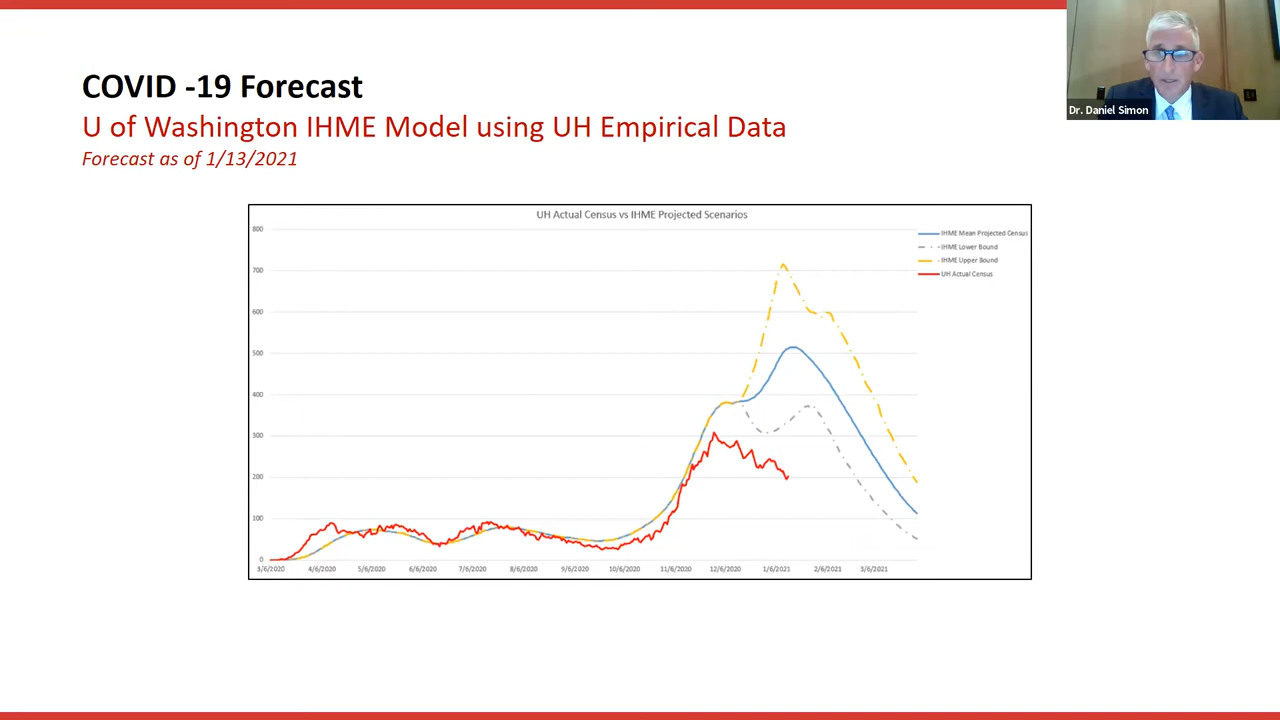 COVID -19 Forecast
U of Washington IHME Model using UH Empirical Data
Forecast as of 1/13/2021
Dr. Daniel Simon
UH Actual Census vs IHME Projected Scenarios
800
700
600
500
400
300
200
100
0
3/6/2020 4/6/2020 5/6/2020 6/6/2020 7/6/2020 8/6/2020 9/6/2020 10/6/2020 11/6/2020 12/6/2020 1/6/2021 2/6/2021 3/6/2021
IHME Mean Projected Census
IHME Lower Bound
IHME Upper Bound
UH Actual Census